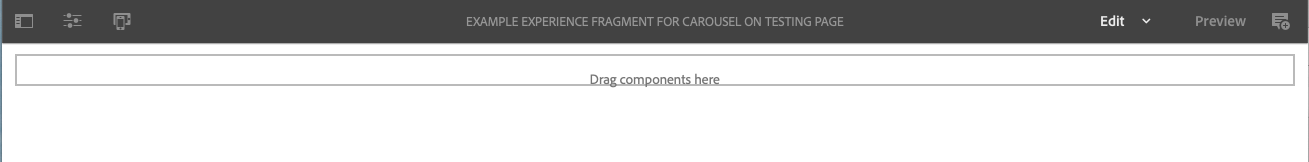 EXAMPLE EXPERIENCE FRAGMENT FOR CAROUSEL ON TESTING PAGE
Edit
Preview
Drag components here